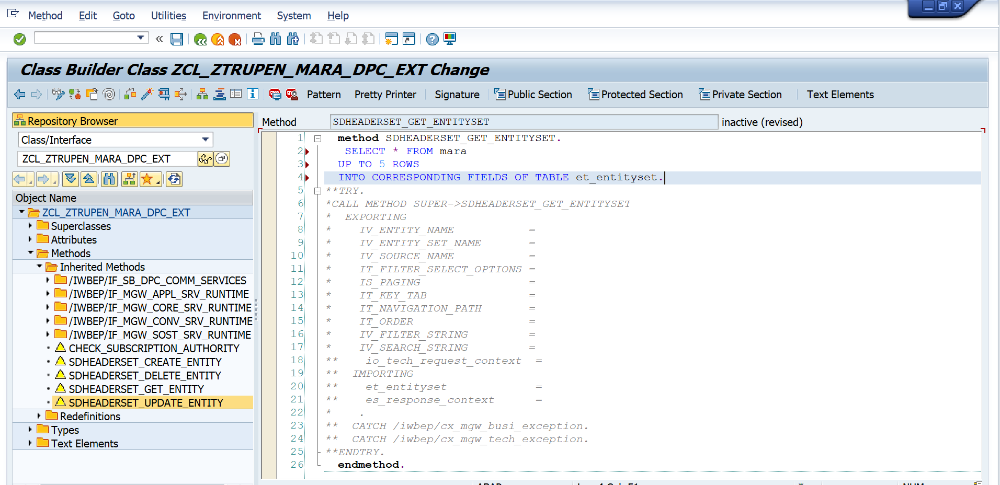 Method Edit Goto Utilities Environment System Help
Class Builder Class ZCL_ZTRUPEN_MARA_DPC_EXT Change
Pattern Pretty Printer Signature Public Section Protected Section Private Section Text Elements
Repository Browser
Class/Interface
ZCL_ZTRUPEN_MARA_DPC_EXT
Object Name
ZCL_ZTRUPEN_MARA_DPC_EXT
Superclasses
Attributes
Methods
Inherited Methods
/IWBEP/IF_SB_DPC_COMM_SERVICES
/IWBEP/IF_MGW_APPL_SRV_RUNTIME
/IWBEP/IF_MGW_CORE_SRV_RUNTIME
/IWBEP/IF_MGW_CONV_SRV_RUNTIME
/IWBEP/IF_MGW_SOST_SRV_RUNTIME
CHECK_SUBSCRIPTION_AUTHORITY
SDHEADERSET_CREATE_ENTITY
SDHEADERSET_DELETE_ENTITY
SDHEADERSET_GET_ENTITY
SDHEADERSET_UPDATE_ENTITY
Redefinitions
Types
Text Elements
Method SDHEADERSET_GET_ENTITYSET inactive (revised)
1 method SDHEADERSET_GET_ENTITYSET.
2 SELECT * FROM mara
3 UP TO 5 ROWS
4 INTO CORRESPONDING FIELDS OF TABLE et_entityset.
5 **TRY.
6 *CALL METHOD SUPER->SDHEADERSET_GET_ENTITYSET
7 * EXPORTING
8 * IV_ENTITY_NAME =
9 * IV_ENTITY_SET_NAME =
10 * IV_SOURCE_NAME =
11 * IT_FILTER_SELECT_OPTIONS =
12 * IS_PAGING =
13 * IT_KEY_TAB =
14 * IT_NAVIGATION_PATH =
15 * IT_ORDER =
16 * IV_FILTER_STRING =
17 * IV_SEARCH_STRING =
18 ** io_tech_request_context =
19 ** IMPORTING
20 ** et_entityset =
21 ** es_response_context =
22 * .
23 ** CATCH /iwbep/cx_mgw_busi_exception.
24 ** CATCH /iwbep/cx_mgw_tech_exception.
25 **ENDTRY.
26 endmethod.